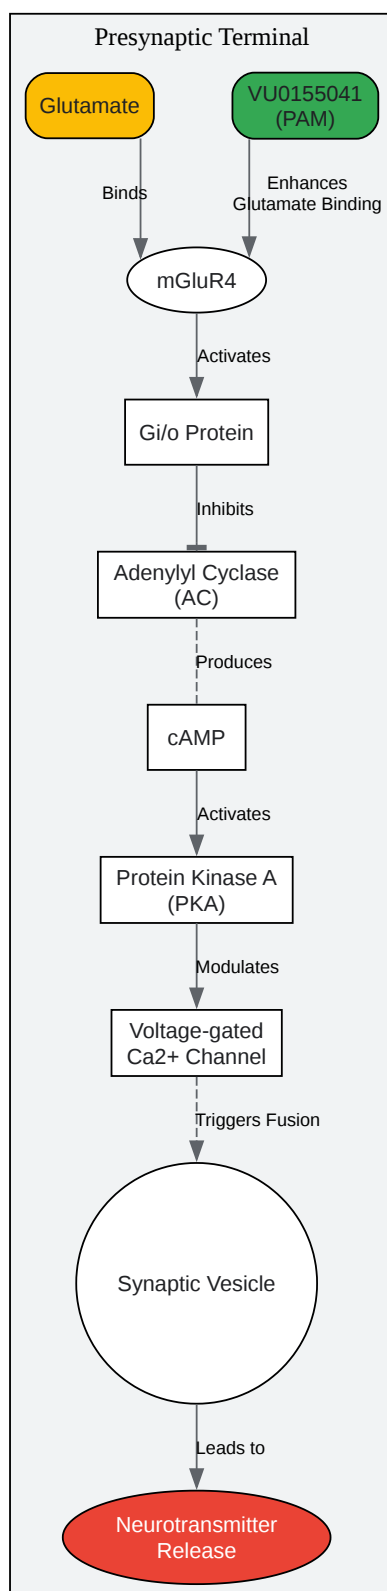 Presynaptic Terminal
Glutamate
VU0155041
(PAM)
Binds
Enhances
Glutamate Binding
mGluR4
Activates
Gi/o Protein
Inhibits
Adenylyl Cyclase
(AC)
Produces
cAMP
Activates
Protein Kinase A
(PKA)
Modulates
Voltage-gated
Ca2+ Channel
Triggers Fusion
Synaptic Vesicle
Leads to
Neurotransmitter
Release